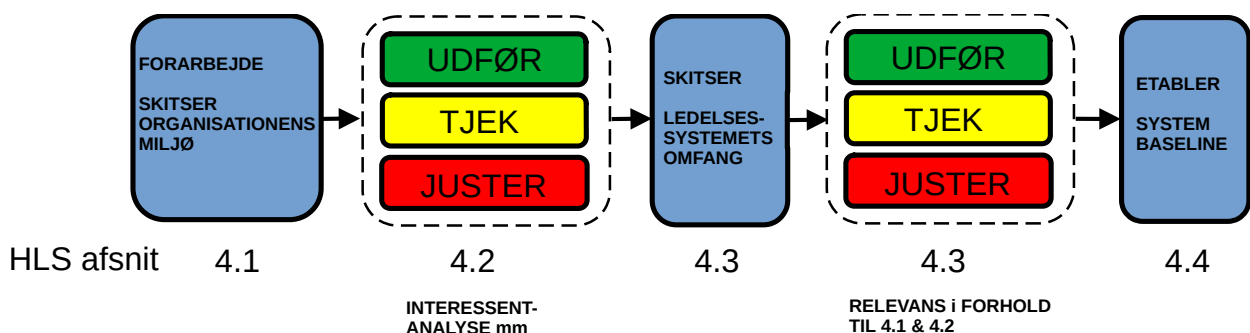 FORARBEJDE
SKITSER
ORGANISATIONENS
MILJØ
UDFØR
TJEK
JUSTER
SKITSER
LEDELSES-
SYSTEMETS
OMFANG
UDFØR
TJEK
JUSTER
ETABLER
SYSTEM
BASELINE
HLS afsnit 4.1 4.2 4.3 4.3 4.4
INTERESSENT-
ANALYSE mm
RELEVANS i FORHOLD
TIL 4.1 & 4.2